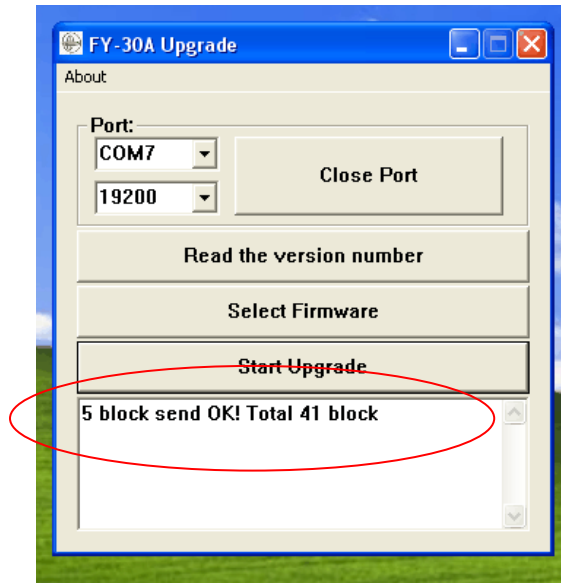 FY-30A Upgrade
About
Port:
COM7
Close Port
19200
Read the version number
Select Firmware
Start Upgrade
5 block send OK! Total 41 block